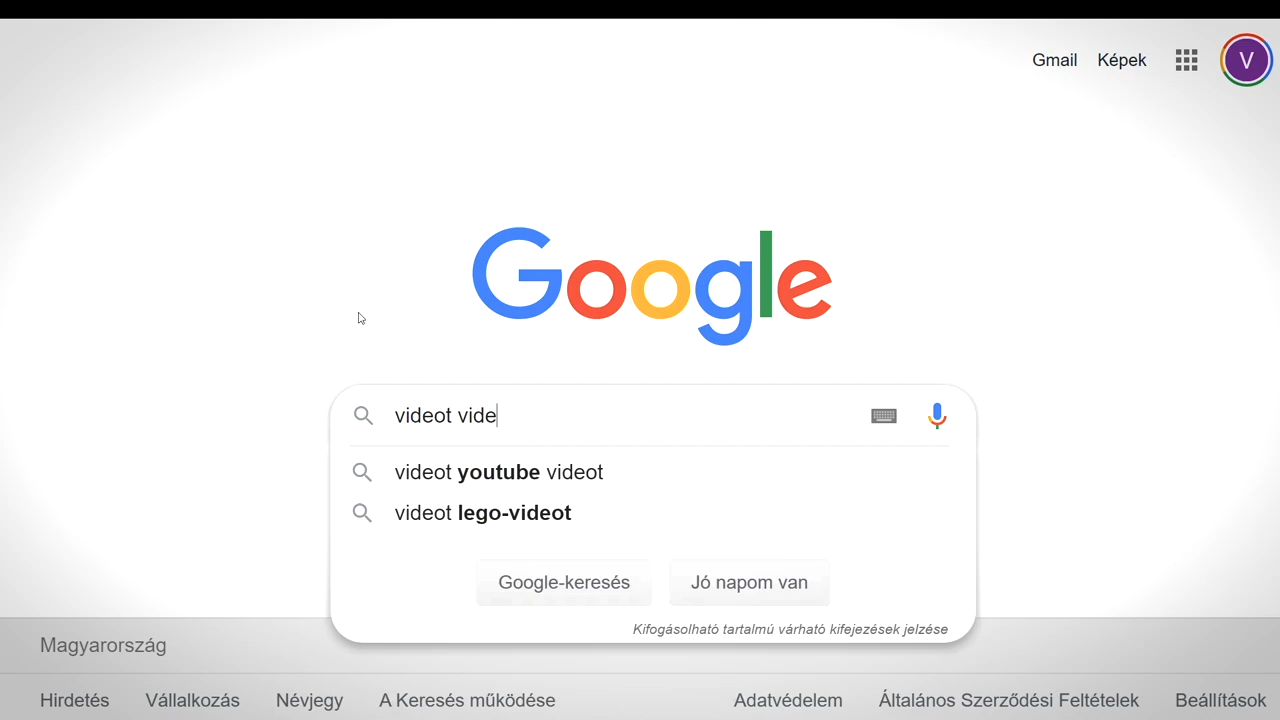 Gmail Képek V
Google
videot vide
videot youtube videot
videot lego-videot
Google-keresés Jó napom van
Kifogásolható tartalmú várható kifejezések jelzése
Magyarország
Hirdetés Vállalkozás Névjegy A Keresés működése Adatvédelem Általános Szerződési Feltételek Beállítások